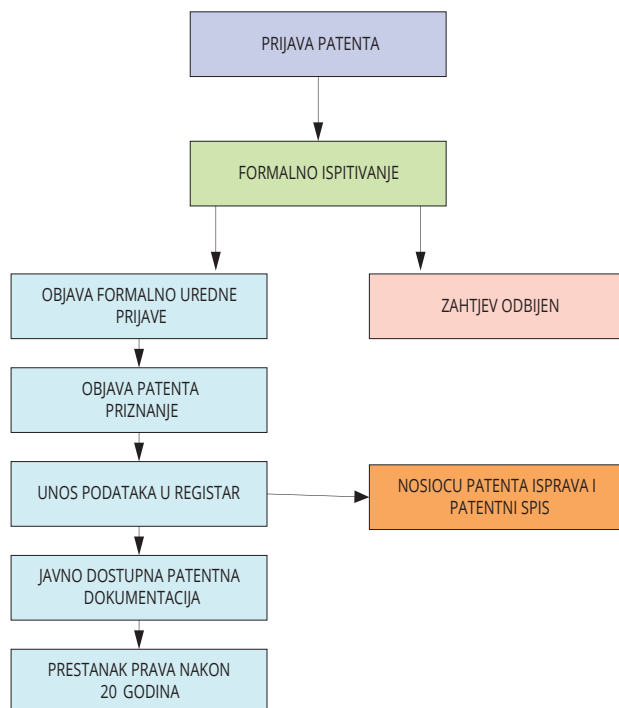 PRIJAVA PATENTA
FORMALNO ISPITIVANJE
OBJAVA FORMALNO UREDNE
PRIJAVE
ZAHTJEV ODBIJEN
OBJAVA PATENTA
PRIZNANJE
UNOS PODATAKA U REGISTAR
NOSIOCU PATENTA ISPRAVA I
PATENTNI SPIS
JAVNO DOSTUPNA PATENTNA
DOKUMENTACIJA
PRESTANAK PRAVA NAKON
20 GODINA